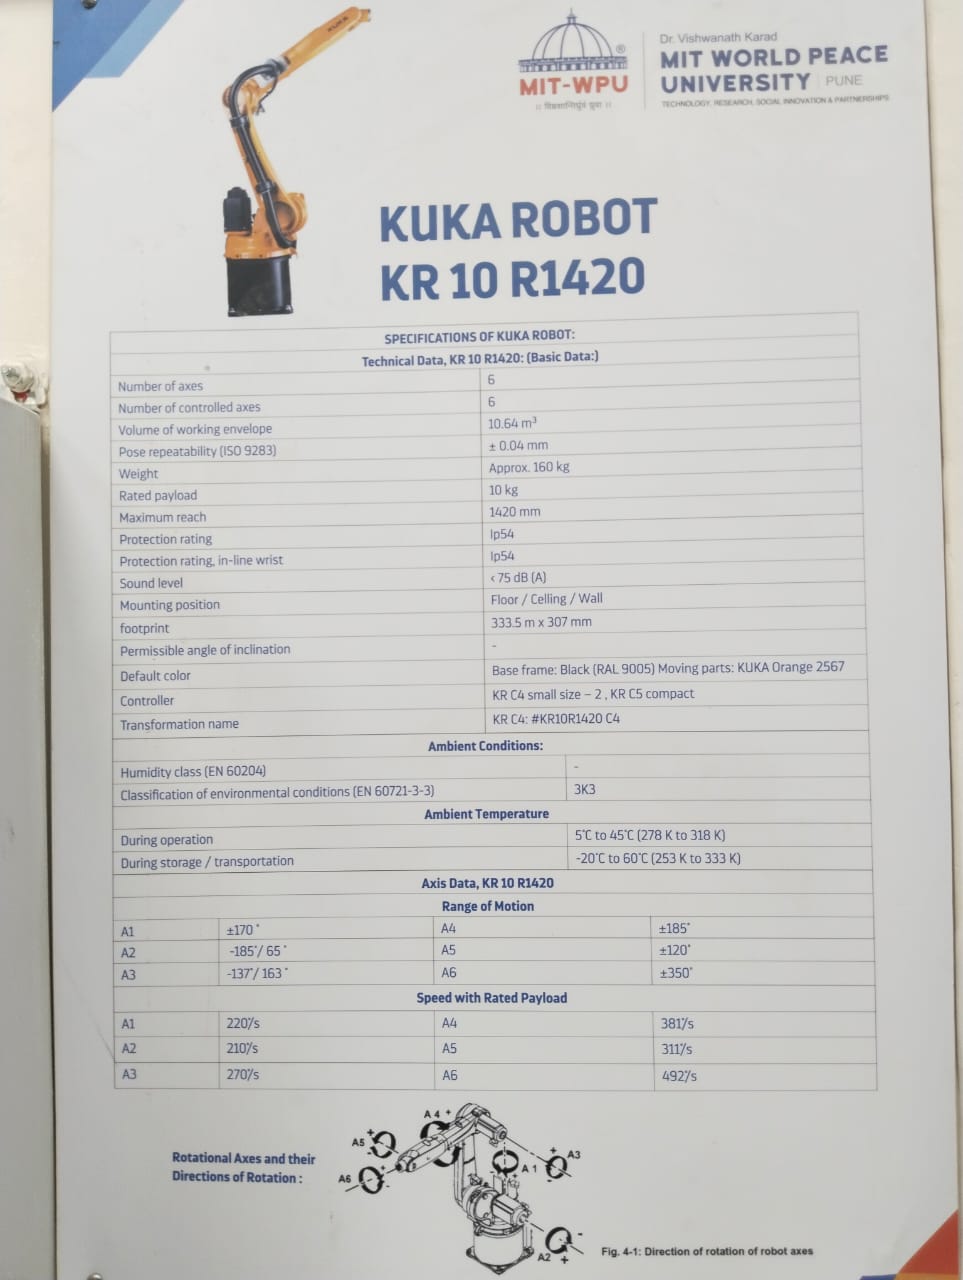 KUKA
®
MIT-WPU
॥ विश्वशान्तिर्ध्रुवं ध्रुवा ॥
Dr. Vishwanath Karad
MIT WORLD PEACE
UNIVERSITY | PUNE
TECHNOLOGY, RESEARCH, SOCIAL INNOVATION & PARTNERSHIPS
KUKA ROBOT
KR 10 R1420
SPECIFICATIONS OF KUKA ROBOT:
Technical Data, KR 10 R1420: (Basic Data:)
Number of axes 6
Number of controlled axes 6
Volume of working envelope 10.64 m³
Pose repeatability (ISO 9283) ± 0.04 mm
Weight Approx. 160 kg
Rated payload 10 kg
Maximum reach 1420 mm
Protection rating Ip54
Protection rating, in-line wrist Ip54
Sound level < 75 dB (A)
Mounting position Floor / Celling / Wall
footprint 333.5 m x 307 mm
Permissible angle of inclination -
Default color Base frame: Black (RAL 9005) Moving parts: KUKA Orange 2567
Controller KR C4 small size – 2 , KR C5 compact
Transformation name KR C4: #KR10R1420 C4
Ambient Conditions:
Humidity class (EN 60204) -
Classification of environmental conditions (EN 60721-3-3) 3K3
Ambient Temperature
During operation 5°C to 45°C (278 K to 318 K)
During storage / transportation -20°C to 60°C (253 K to 333 K)
Axis Data, KR 10 R1420
Range of Motion
A1 ±170 ° A4 ±185°
A2 -185°/ 65 ° A5 ±120°
A3 -137°/ 163 ° A6 ±350°
Speed with Rated Payload
A1 220°/s A4 381°/s
A2 210°/s A5 311°/s
A3 270°/s A6 492°/s
Rotational Axes and their
Directions of Rotation :
A 4 +
A5 + -
A6 + -
A 1 + -
A3 + -
A2 - +
Fig. 4-1: Direction of rotation of robot axes